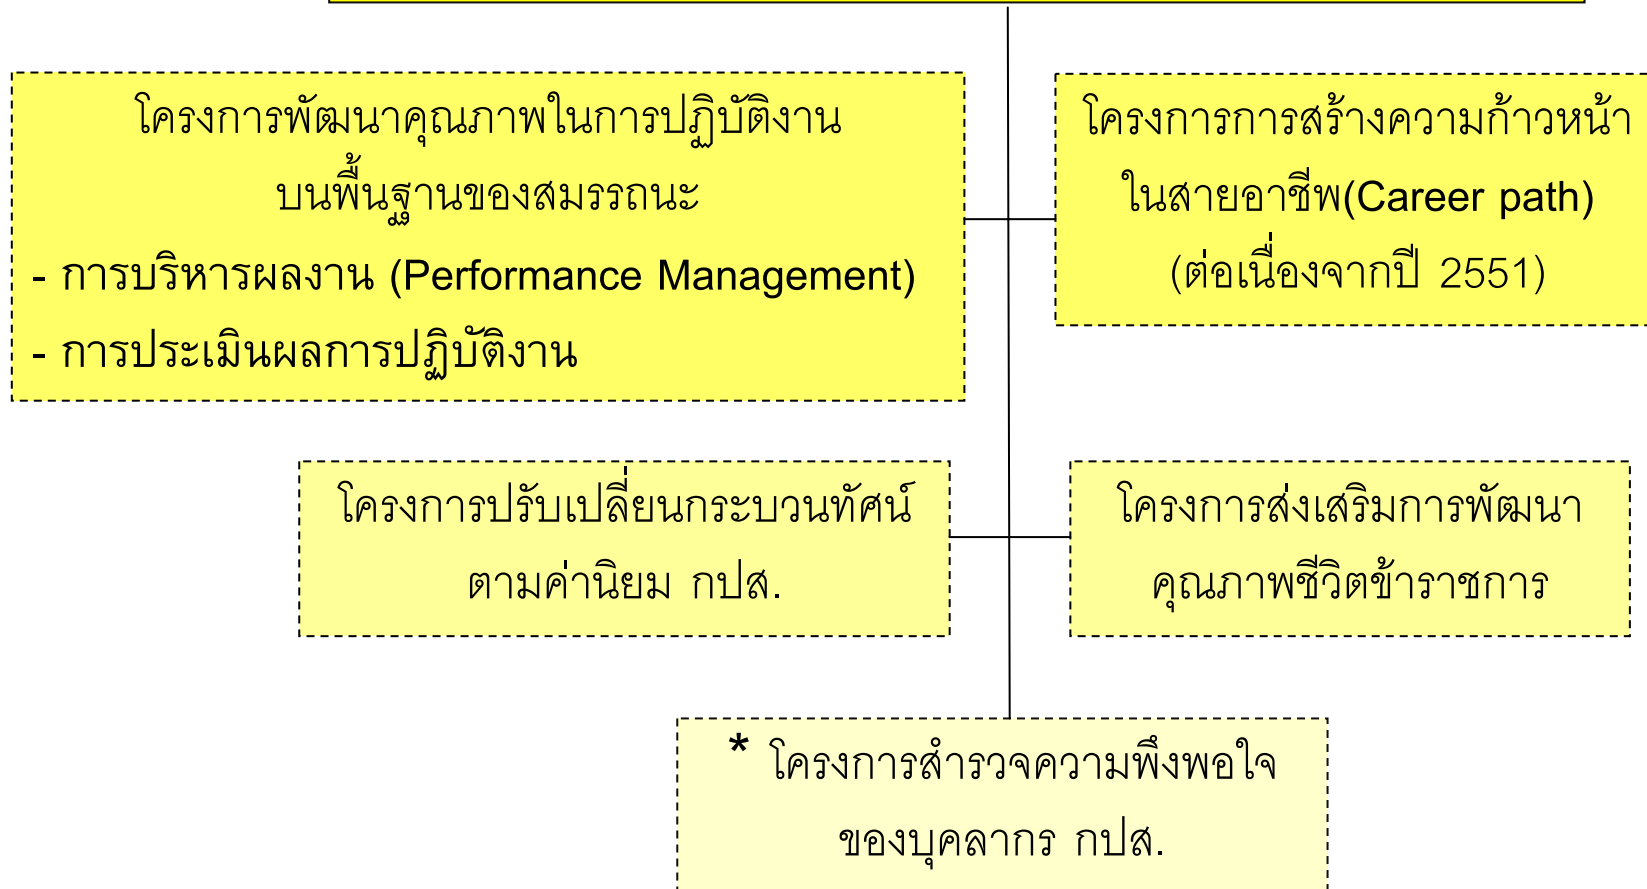 โครงการพัฒนาคุณภาพในการปฏิบัติงาน
บนพื้นฐานของสมรรถนะ
- การบริหารผลงาน (Performance Management)
- การประเมินผลการปฏิบัติงาน
โครงการการสร้างความก้าวหน้า
ในสายอาชีพ(Career path)
(ต่อเนื่องจากปี 2551)
โครงการปรับเปลี่ยนกระบวนทัศน์
ตามค่านิยม กปส.
โครงการส่งเสริมการพัฒนา
คุณภาพชีวิตข้าราชการ
* โครงการสำรวจความพึงพอใจ
ของบุคลากร กปส.